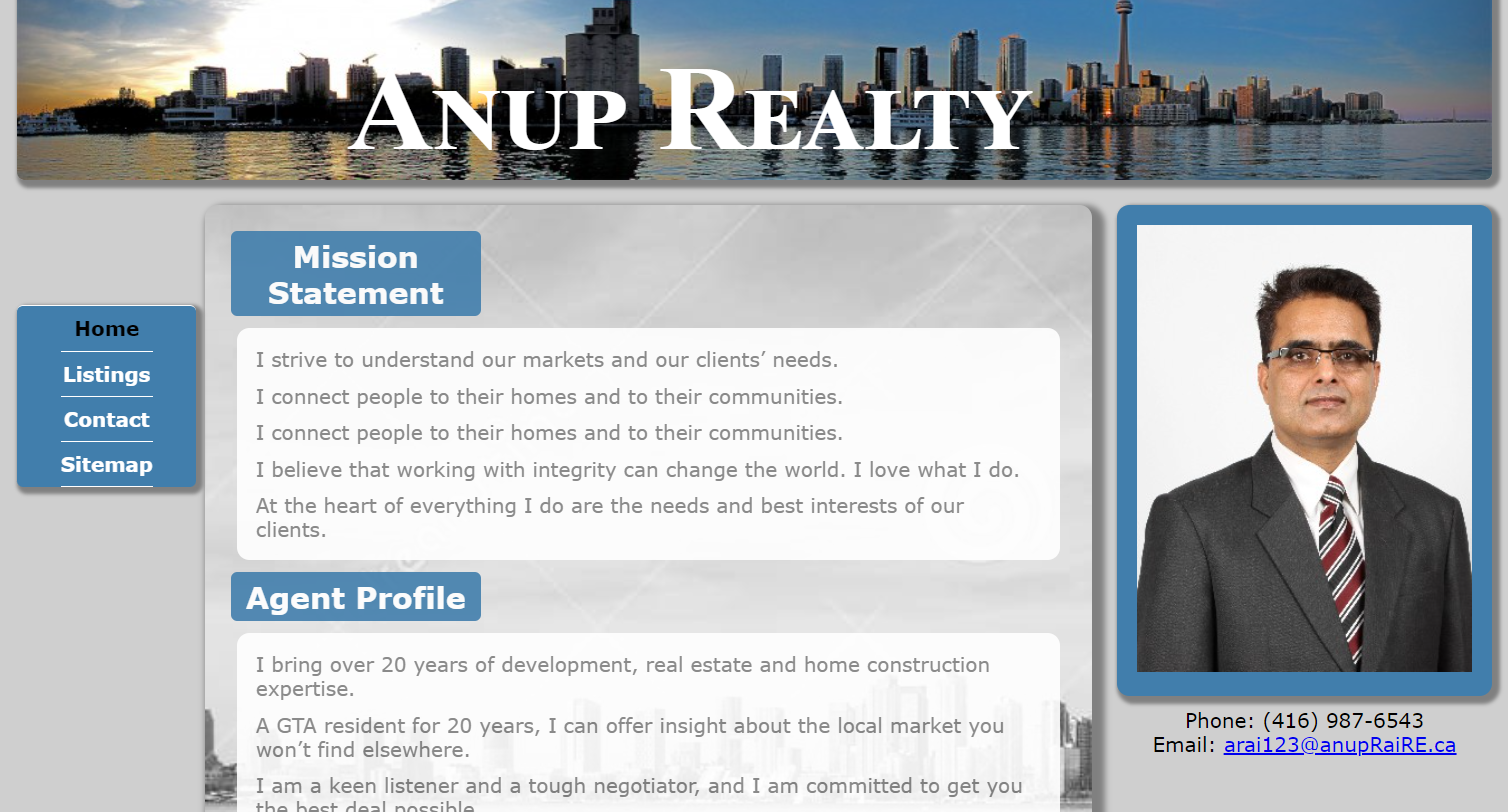 Anup Realty
Home
Listings
Contact
Sitemap
Mission
Statement
I strive to understand our markets and our clients’ needs.
I connect people to their homes and to their communities.
I connect people to their homes and to their communities.
I believe that working with integrity can change the world. I love what I do.
At the heart of everything I do are the needs and best interests of our
clients.
Agent Profile
I bring over 20 years of development, real estate and home construction
expertise.
A GTA resident for 20 years, I can offer insight about the local market you
won’t find elsewhere.
I am a keen listener and a tough negotiator, and I am committed to get you
the best deal possible
Phone: (416) 987-6543
Email: arai123@anupRaiRE.ca